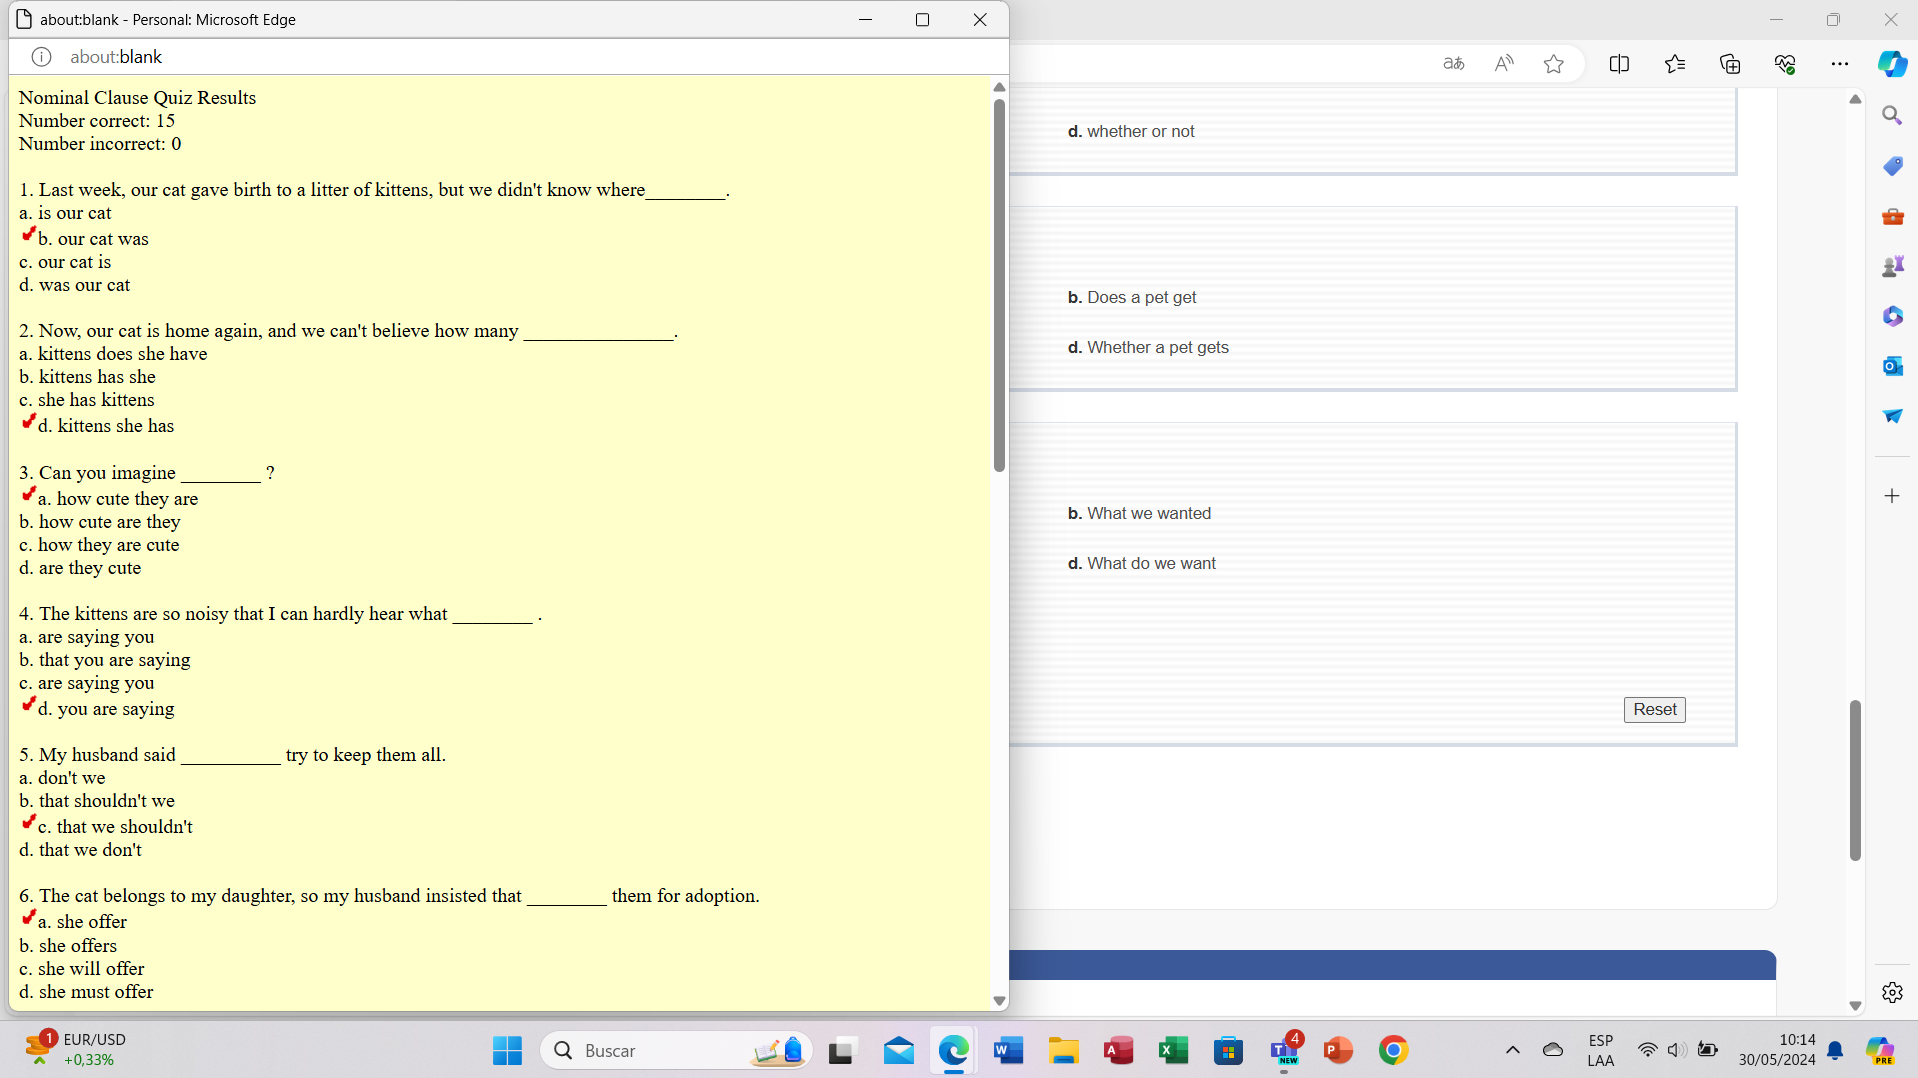 about:blank - Personal: Microsoft Edge
about:blank
Nominal Clause Quiz Results
Number correct: 15
Number incorrect: 0
1. Last week, our cat gave birth to a litter of kittens, but we didn't know where________.
a. is our cat
b. our cat was
c. our cat is
d. was our cat
2. Now, our cat is home again, and we can't believe how many _______________.
a. kittens does she have
b. kittens has she
c. she has kittens
d. kittens she has
3. Can you imagine ________ ?
a. how cute they are
b. how cute are they
c. how they are cute
d. are they cute
4. The kittens are so noisy that I can hardly hear what ________ .
a. are saying you
b. that you are saying
c. are saying you
d. you are saying
5. My husband said __________ try to keep them all.
a. don't we
b. that shouldn't we
c. that we shouldn't
d. that we don't
6. The cat belongs to my daughter, so my husband insisted that ________ them for adoption.
a. she offer
b. she offers
c. she will offer
d. she must offer
d. whether or not
b. Does a pet get
d. Whether a pet gets
b. What we wanted
d. What do we want
Reset
1
EUR/USD
+0,33%
Buscar
4
NEW
ESP
LAA
10:14
30/05/2024
PRE